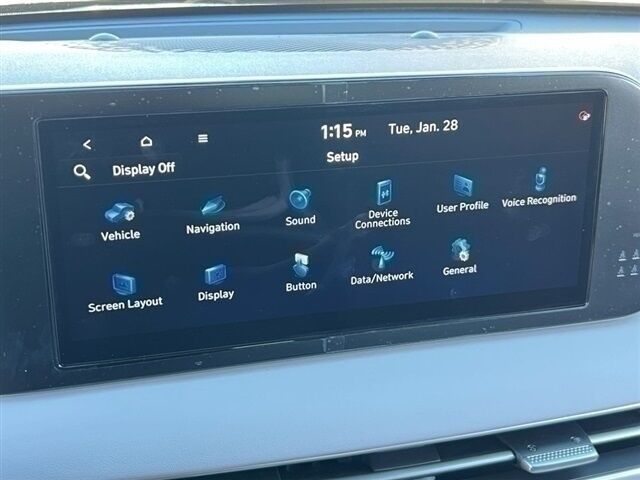 1:15 PM Tue, Jan. 28
Display Off
Setup
Vehicle Navigation Sound Device Connections User Profile Voice Recognition
Screen Layout Display Button Data/Network General